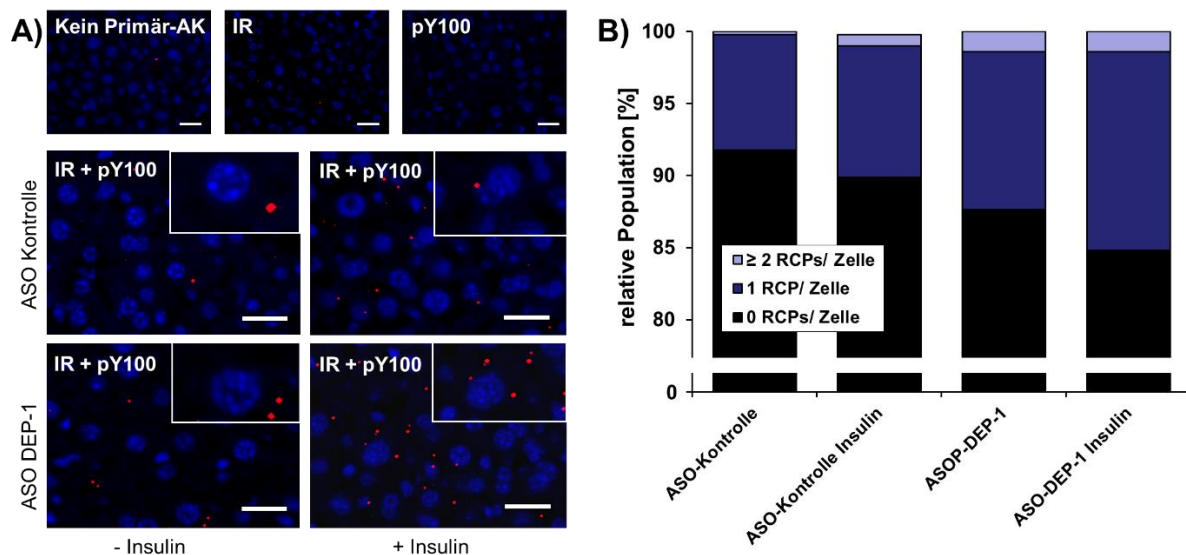 A)
Kein Primär-AK
IR
pY100
ASO Kontrolle
IR + pY100
IR + pY100
ASO DEP-1
IR + pY100
IR + pY100
- Insulin
+ Insulin
B)
relative Population [%]
100
95
90
85
80
0
≥ 2 RCPs/ Zelle
1 RCP/ Zelle
0 RCPs/ Zelle
ASO-Kontrolle
ASO-Kontrolle Insulin
ASOP-DEP-1
ASO-DEP-1 Insulin